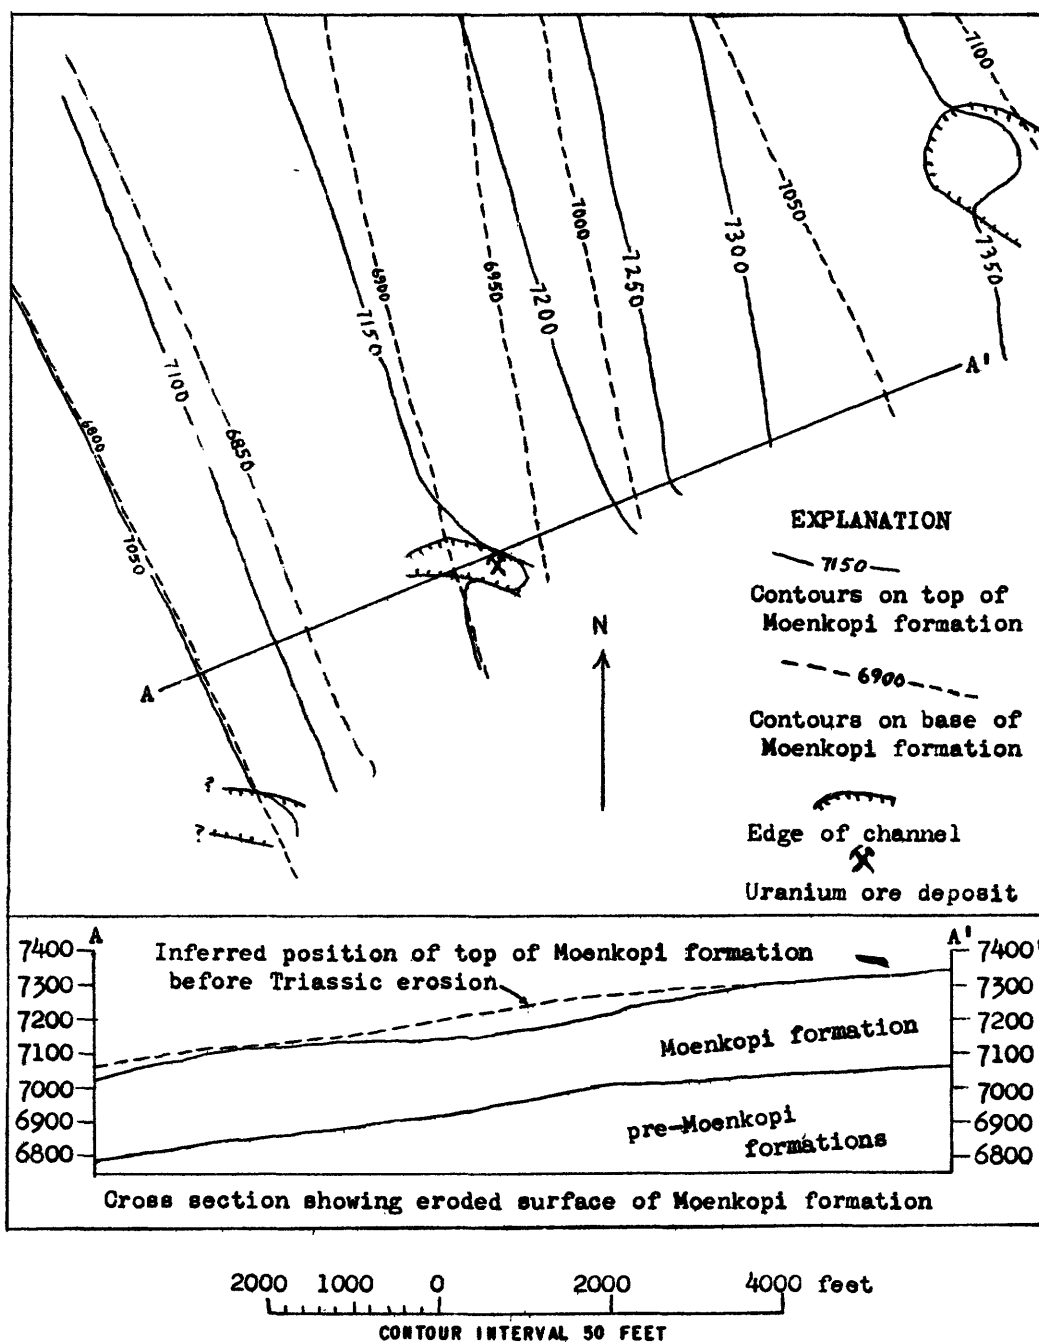 7100
7050
6900
6950
7000
7250
7300
7350
7150
7200
7100
6850
6800
7050
A'
A
N
?
?
EXPLANATION
7150
Contours on top of
Moenkopi formation
6900
Contours on base of
Moenkopi formation
Edge of channel
Uranium ore deposit
A
A'
7400
7300
7200
7100
7000
6900
6800
Inferred position of top of Moenkopi formation
before Triassic erosion
Moenkopi formation
pre-Moenkopi
formations
7400'
7300
7200
7100
7000
6900
6800
Cross section showing eroded surface of Moenkopi formation
2000 1000 0 2000 4000 feet
CONTOUR INTERVAL 50 FEET